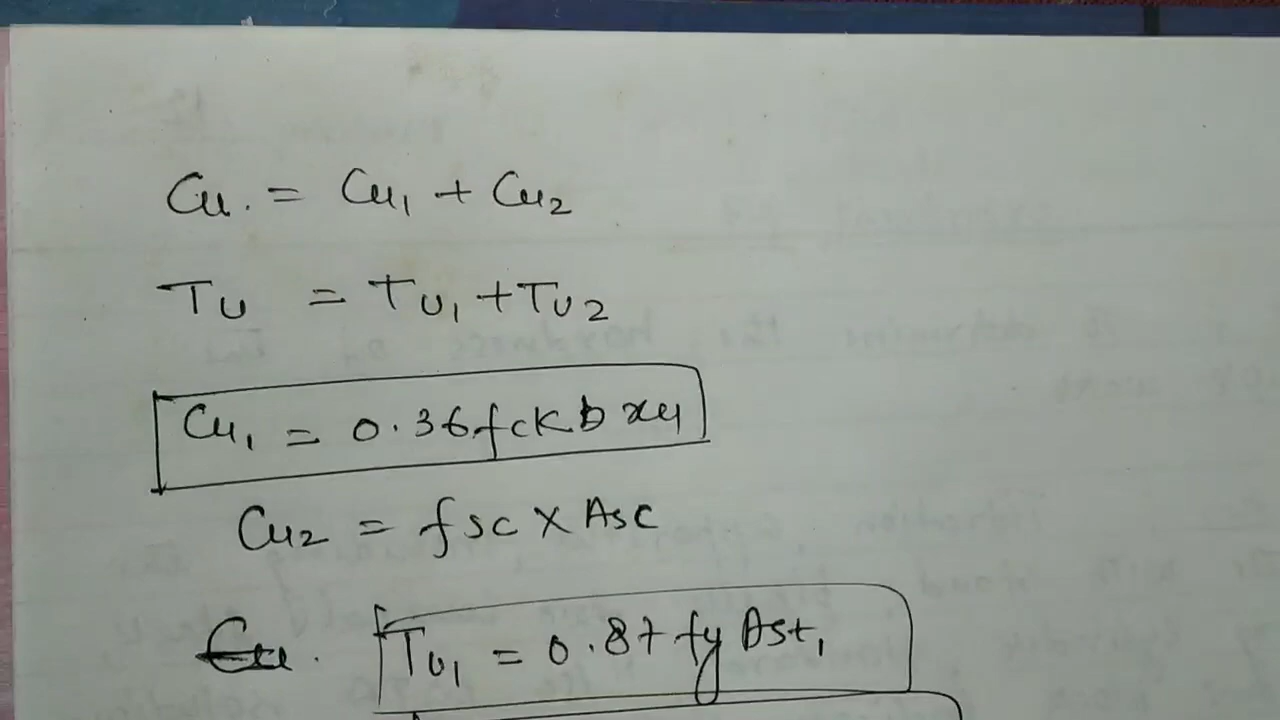 Cu. = Cu1 + Cu2
Tu = Tu1 + Tu2
Cu1 = 0.36 fck b xu
Cu2 = fsc × Asc
Tu1 = 0.87 fy Ast1